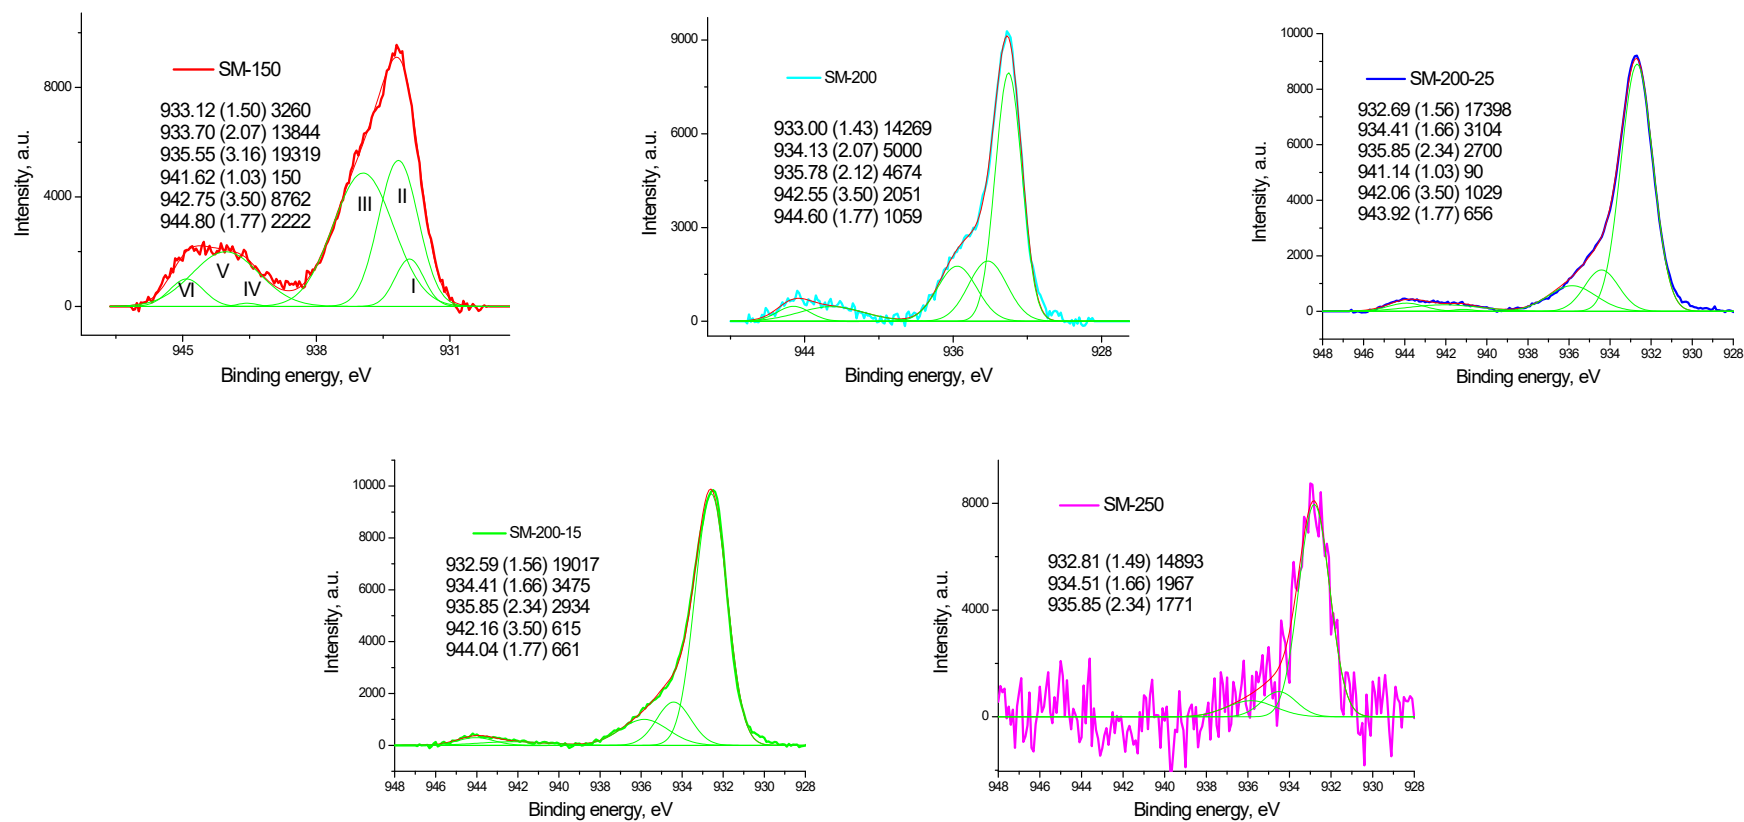 SM-150
933.12 (1.50) 3260
933.70 (2.07) 13844
935.55 (3.16) 19319
941.62 (1.03) 150
942.75 (3.50) 8762
944.80 (1.77) 2222
8000
4000
0
Intensity, a.u.
III
II
V
VI
IV
I
945
938
931
Binding energy, eV
SM-200
933.00 (1.43) 14269
934.13 (2.07) 5000
935.78 (2.12) 4674
942.55 (3.50) 2051
944.60 (1.77) 1059
9000
6000
3000
0
Intensity, a.u.
944
936
928
Binding energy, eV
SM-200-25
932.69 (1.56) 17398
934.41 (1.66) 3104
935.85 (2.34) 2700
941.14 (1.03) 90
942.06 (3.50) 1029
943.92 (1.77) 656
10000
8000
6000
4000
2000
0
Intensity, a.u.
948 946 944 942 940 938 936 934 932 930 928
Binding energy, eV
SM-200-15
932.59 (1.56) 19017
934.41 (1.66) 3475
935.85 (2.34) 2934
942.16 (3.50) 615
944.04 (1.77) 661
10000
8000
6000
4000
2000
0
Intensity, a.u.
948 946 944 942 940 938 936 934 932 930 928
Binding energy, eV
SM-250
932.81 (1.49) 14893
934.51 (1.66) 1967
935.85 (2.34) 1771
8000
4000
0
Intensity, a.u.
948 946 944 942 940 938 936 934 932 930 928
Binding energy, eV